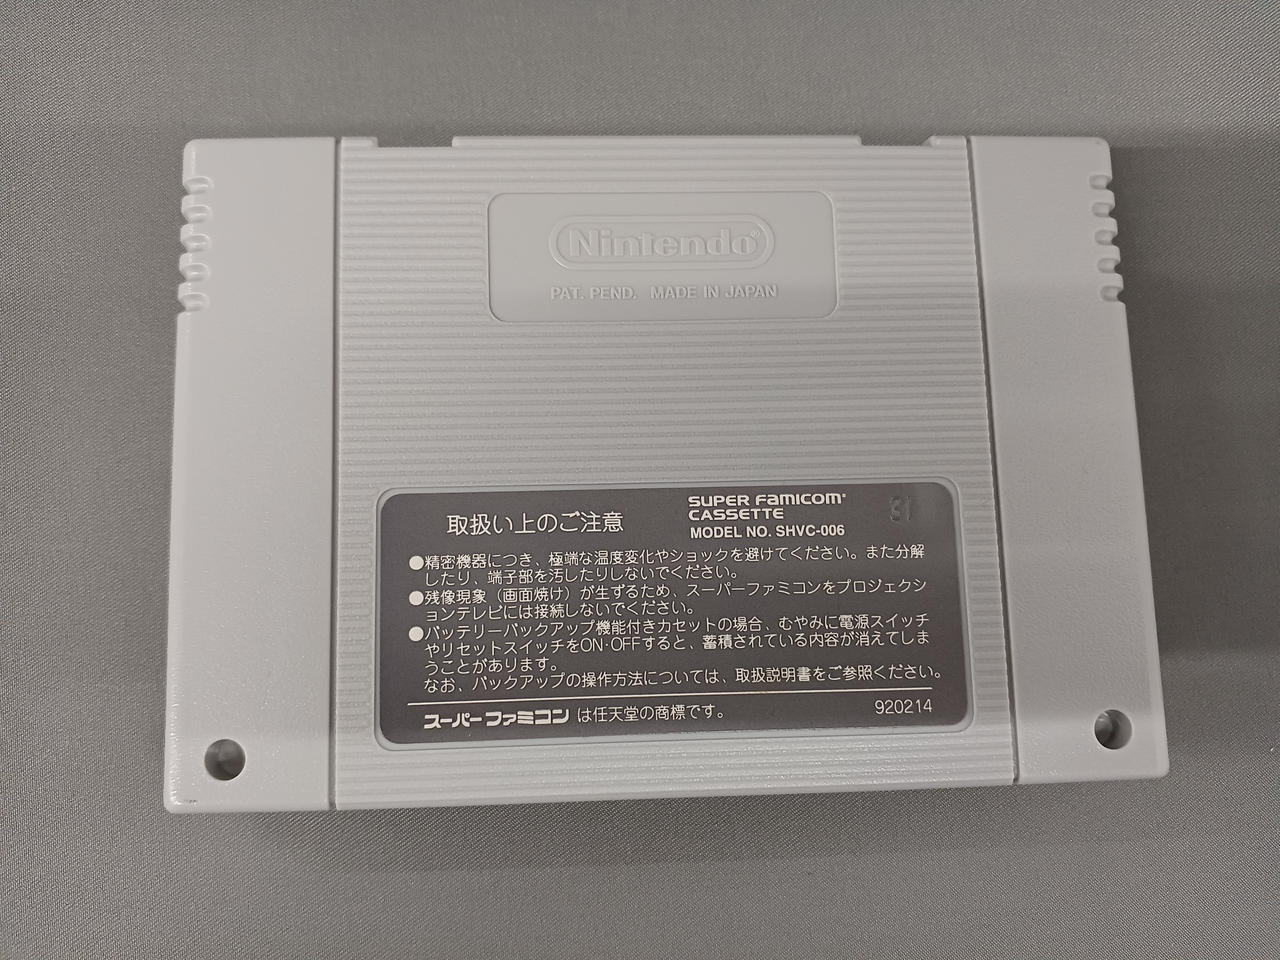 Nintendo®
PAT. PEND. MADE IN JAPAN
取扱い上のご注意
SUPER FAMICOM®
CASSETTE
MODEL NO. SHVC-006
31
●精密機器につき、極端な温度変化やショックを避けてください。また分解
したり、端子部を汚したりしないでください。
●残像現象（画面焼け）が生ずるため、スーパーファミコンをプロジェクシ
ョンテレビには接続しないでください。
●バッテリーバックアップ機能付きカセットの場合、むやみに電源スイッチ
やリセットスイッチをON·OFFすると、蓄積されている内容が消えてしま
うことがあります。
なお、バックアップの操作方法については、取扱説明書をご参照ください。
スーパーファミコンは任天堂の商標です。
920214